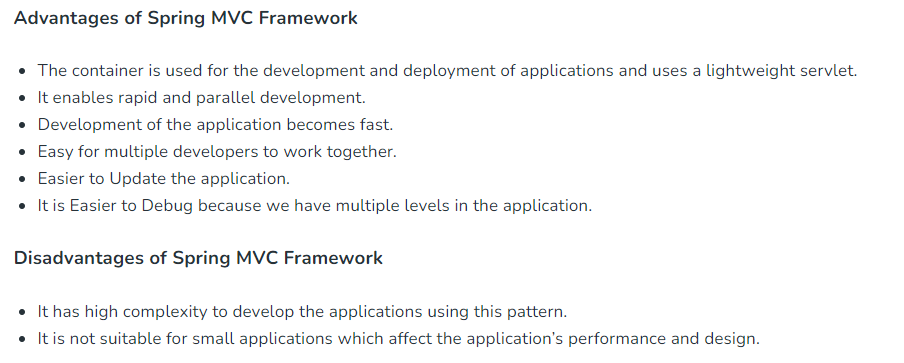 Advantages of Spring MVC Framework
• The container is used for the development and deployment of applications and uses a lightweight servlet.
• It enables rapid and parallel development.
• Development of the application becomes fast.
• Easy for multiple developers to work together.
• Easier to Update the application.
• It is Easier to Debug because we have multiple levels in the application.
Disadvantages of Spring MVC Framework
• It has high complexity to develop the applications using this pattern.
• It is not suitable for small applications which affect the application’s performance and design.